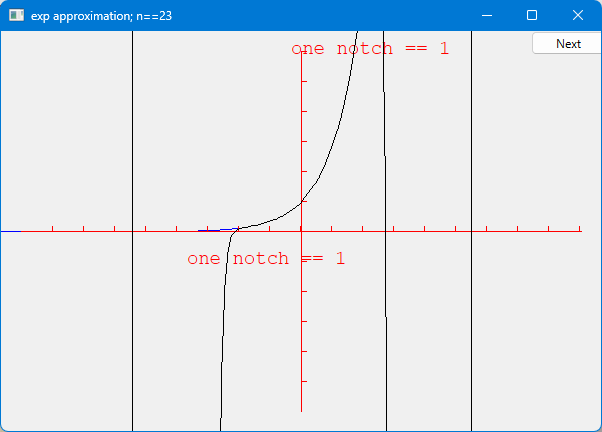 exp approximation; n==23
Next
one notch == 1
one notch == 1